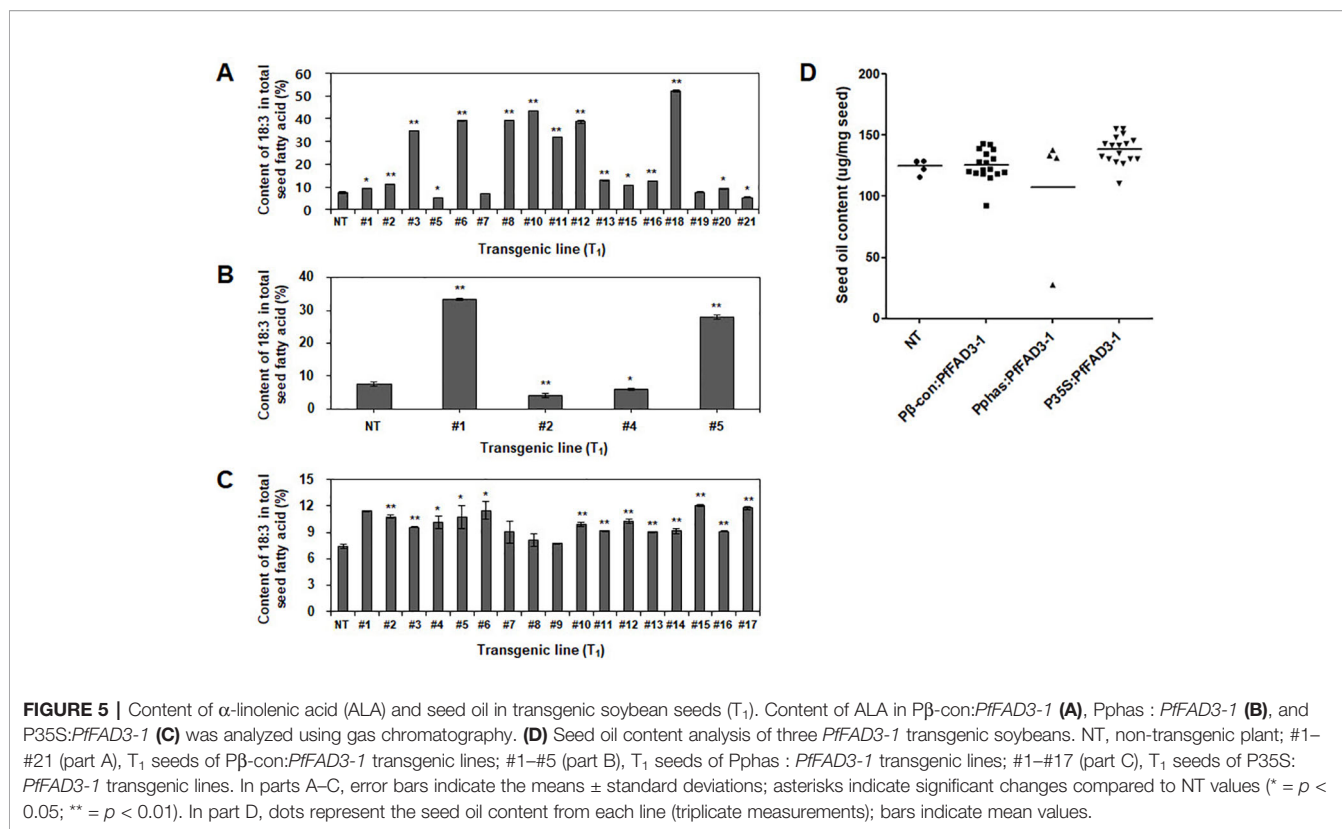 A
Content of 18:3 in total
seed fatty acid (%)
60
50
40
30
20
10
0
** ** ** ** ** ** ** ** ** ** * * * * * *
NT #1 #2 #3 #5 #6 #7 #8 #10 #11 #12 #13 #15 #16 #18 #19 #20 #21
Transgenic line (T₁)
B
Content of 18:3 in total
seed fatty acid (%)
40
30
20
10
0
** ** * **
NT #1 #2 #4 #5
Transgenic line (T₁)
C
Content of 18:3 in total
seed fatty acid (%)
15
12
9
6
3
0
** ** * * * ** ** ** ** ** ** ** **
NT #1 #2 #3 #4 #5 #6 #7 #8 #9 #10 #11 #12 #13 #14 #15 #16 #17
Transgenic line (T₁)
D
Seed oil content (ug/mg seed)
200
150
100
50
0
NT
Pβ-con:PfFAD3-1
Pphas:PfFAD3-1
P35S:PfFAD3-1
FIGURE 5 | Content of α-linolenic acid (ALA) and seed oil in transgenic soybean seeds (T₁). Content of ALA in Pβ-con:PfFAD3-1 (A), Pphas : PfFAD3-1 (B), and
P35S:PfFAD3-1 (C) was analyzed using gas chromatography. (D) Seed oil content analysis of three PfFAD3-1 transgenic soybeans. NT, non-transgenic plant; #1–
#21 (part A), T₁ seeds of Pβ-con:PfFAD3-1 transgenic lines; #1–#5 (part B), T₁ seeds of Pphas : PfFAD3-1 transgenic lines; #1–#17 (part C), T₁ seeds of P35S:
PfFAD3-1 transgenic lines. In parts A–C, error bars indicate the means ± standard deviations; asterisks indicate significant changes compared to NT values (* = p <
0.05; ** = p < 0.01). In part D, dots represent the seed oil content from each line (triplicate measurements); bars indicate mean values.